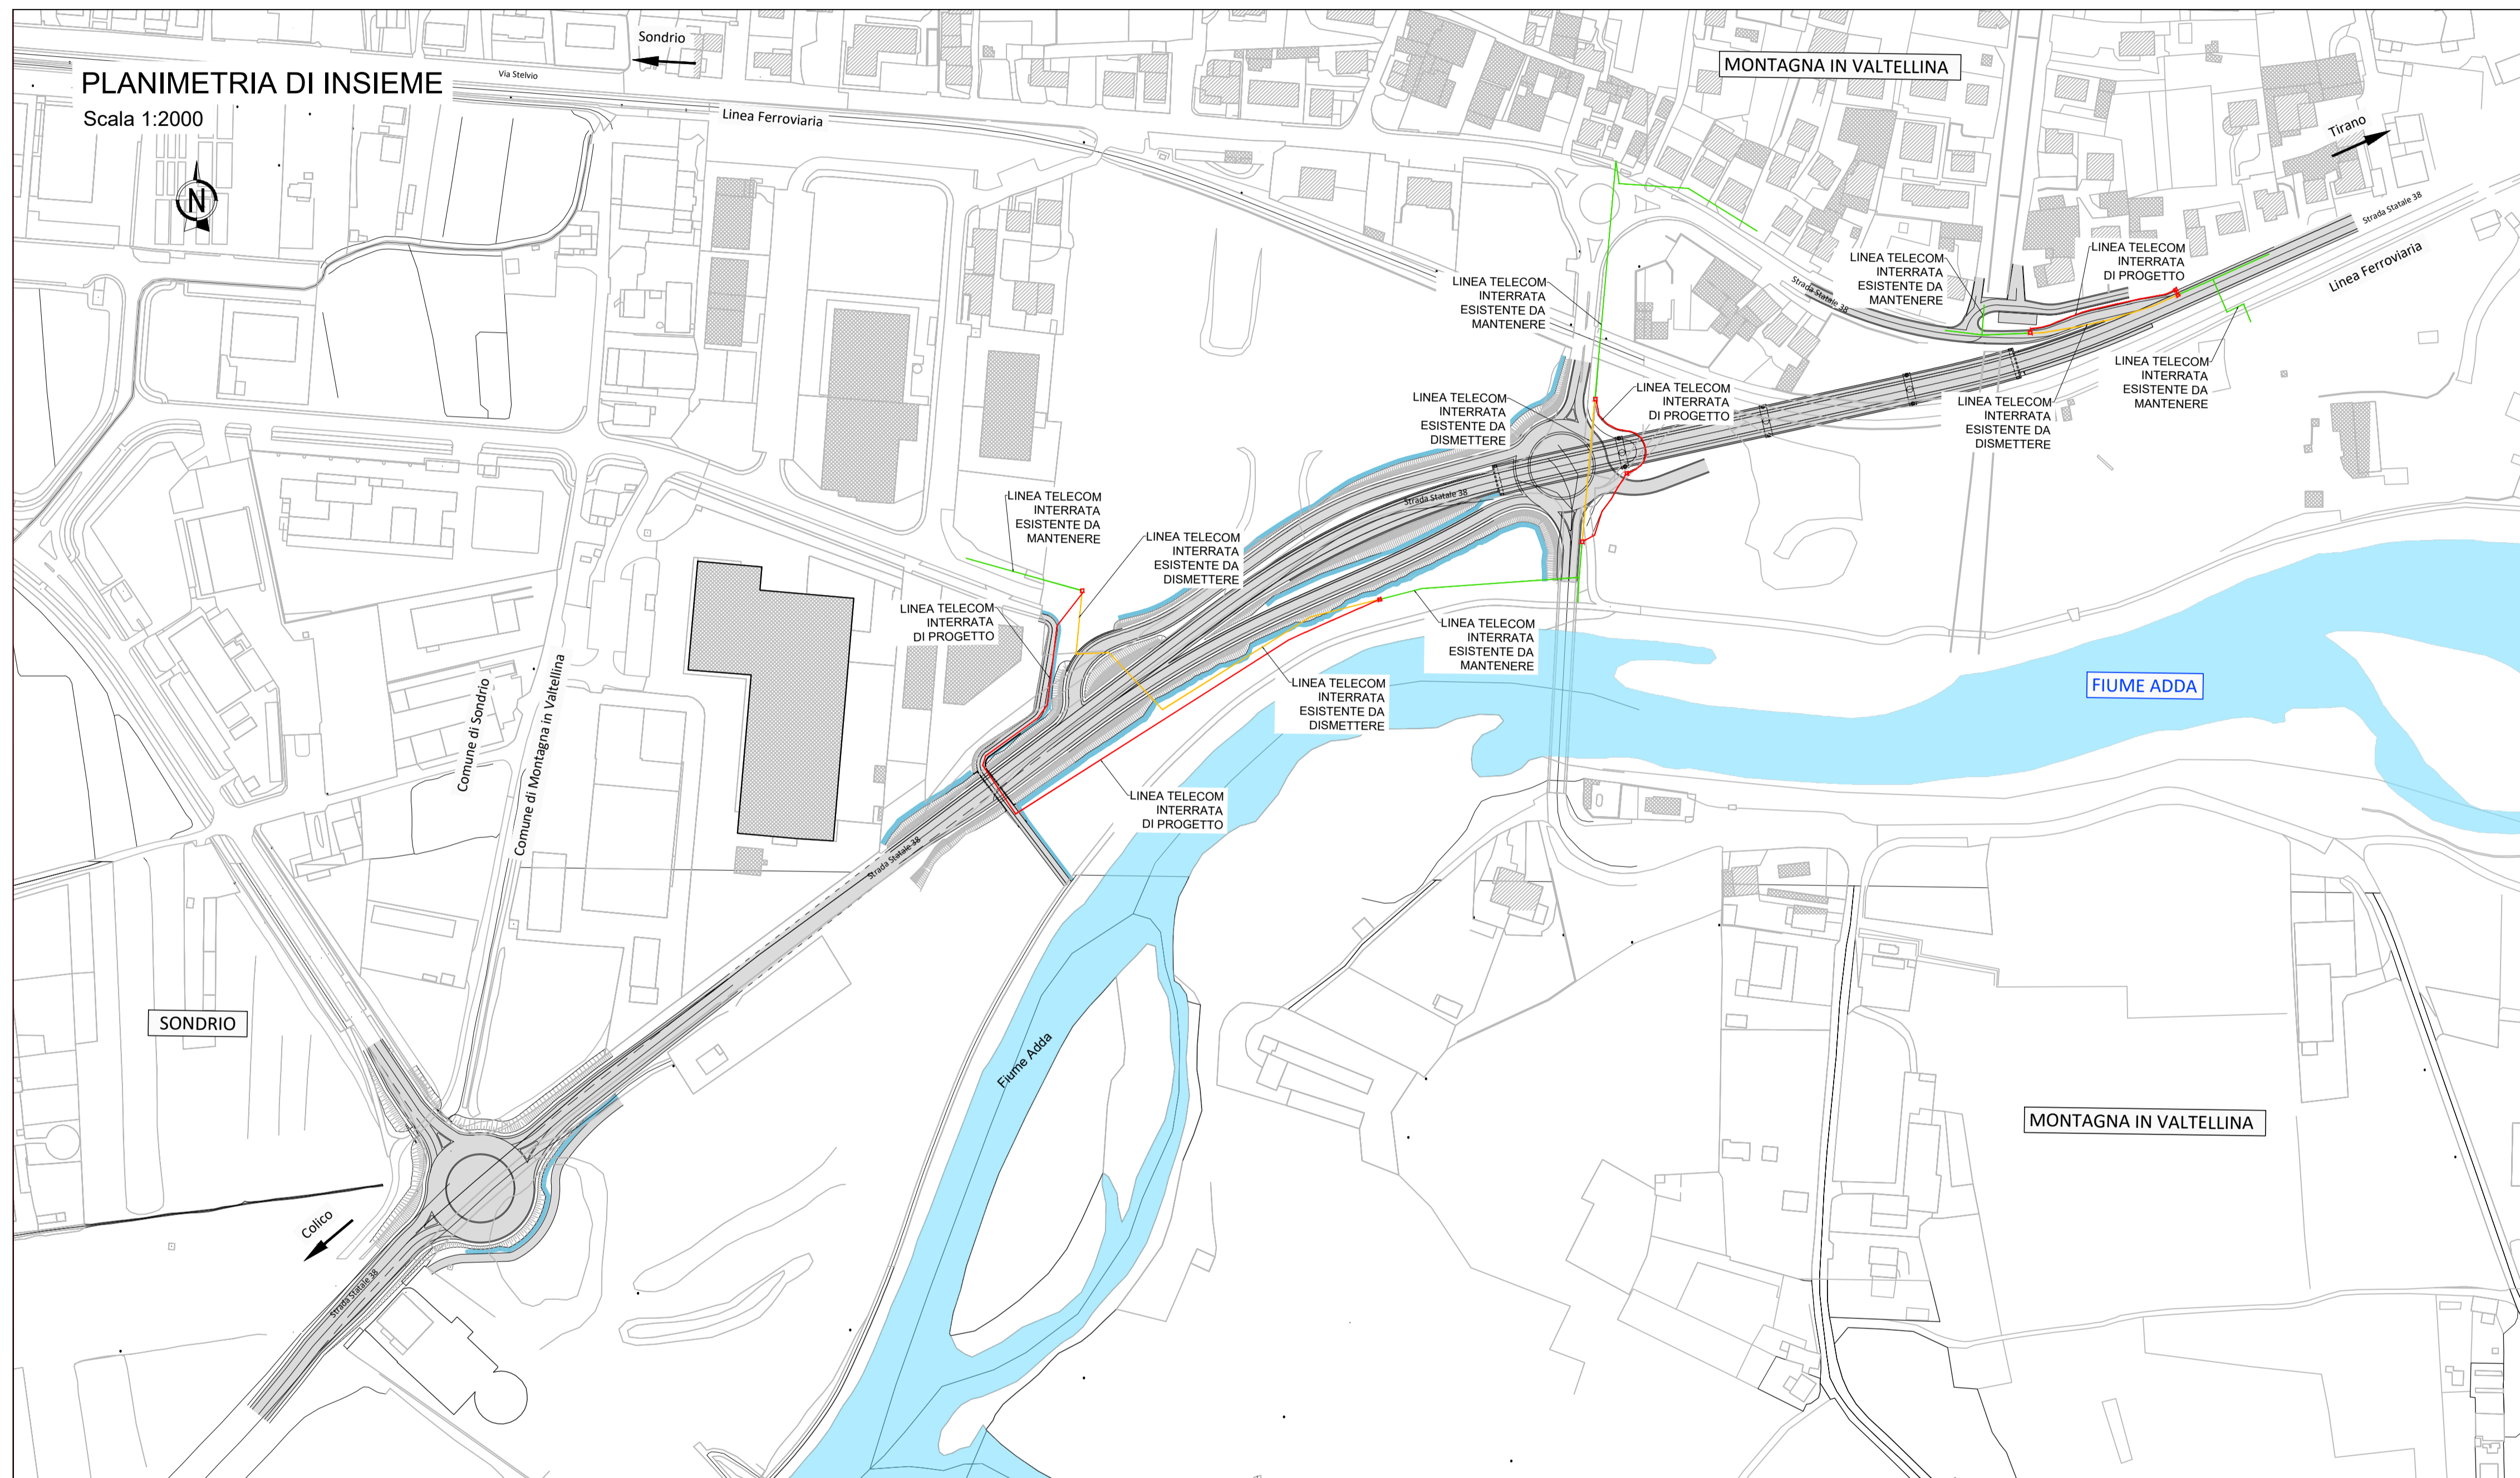 PLANIMETRIA DI INSIEME
Scala 1:2000
N
Sondrio
Via Stelvio
Linea Ferroviaria
MONTAGNA IN VALTELLINA
Tirano
Strada Statale 38
Linea Ferroviaria
LINEA TELECOM
INTERRATA
DI PROGETTO
LINEA TELECOM
INTERRATA
ESISTENTE DA
MANTENERE
Strada Statale 38
LINEA TELECOM
INTERRATA
ESISTENTE DA
MANTENERE
LINEA TELECOM
INTERRATA
ESISTENTE DA
MANTENERE
LINEA TELECOM
INTERRATA
ESISTENTE DA
DISMETTERE
LINEA TELECOM
INTERRATA
DI PROGETTO
LINEA TELECOM
INTERRATA
ESISTENTE DA
DISMETTERE
Strada Statale 38
LINEA TELECOM
INTERRATA
ESISTENTE DA
MANTENERE
LINEA TELECOM
INTERRATA
ESISTENTE DA
DISMETTERE
LINEA TELECOM
INTERRATA
DI PROGETTO
LINEA TELECOM
INTERRATA
ESISTENTE DA
MANTENERE
LINEA TELECOM
INTERRATA
ESISTENTE DA
DISMETTERE
LINEA TELECOM
INTERRATA
DI PROGETTO
FIUME ADDA
Comune di Sondrio
Comune di Montagna in Valtellina
Strada Statale 38
SONDRIO
Fiume Adda
MONTAGNA IN VALTELLINA
Colico
Strada Statale 38